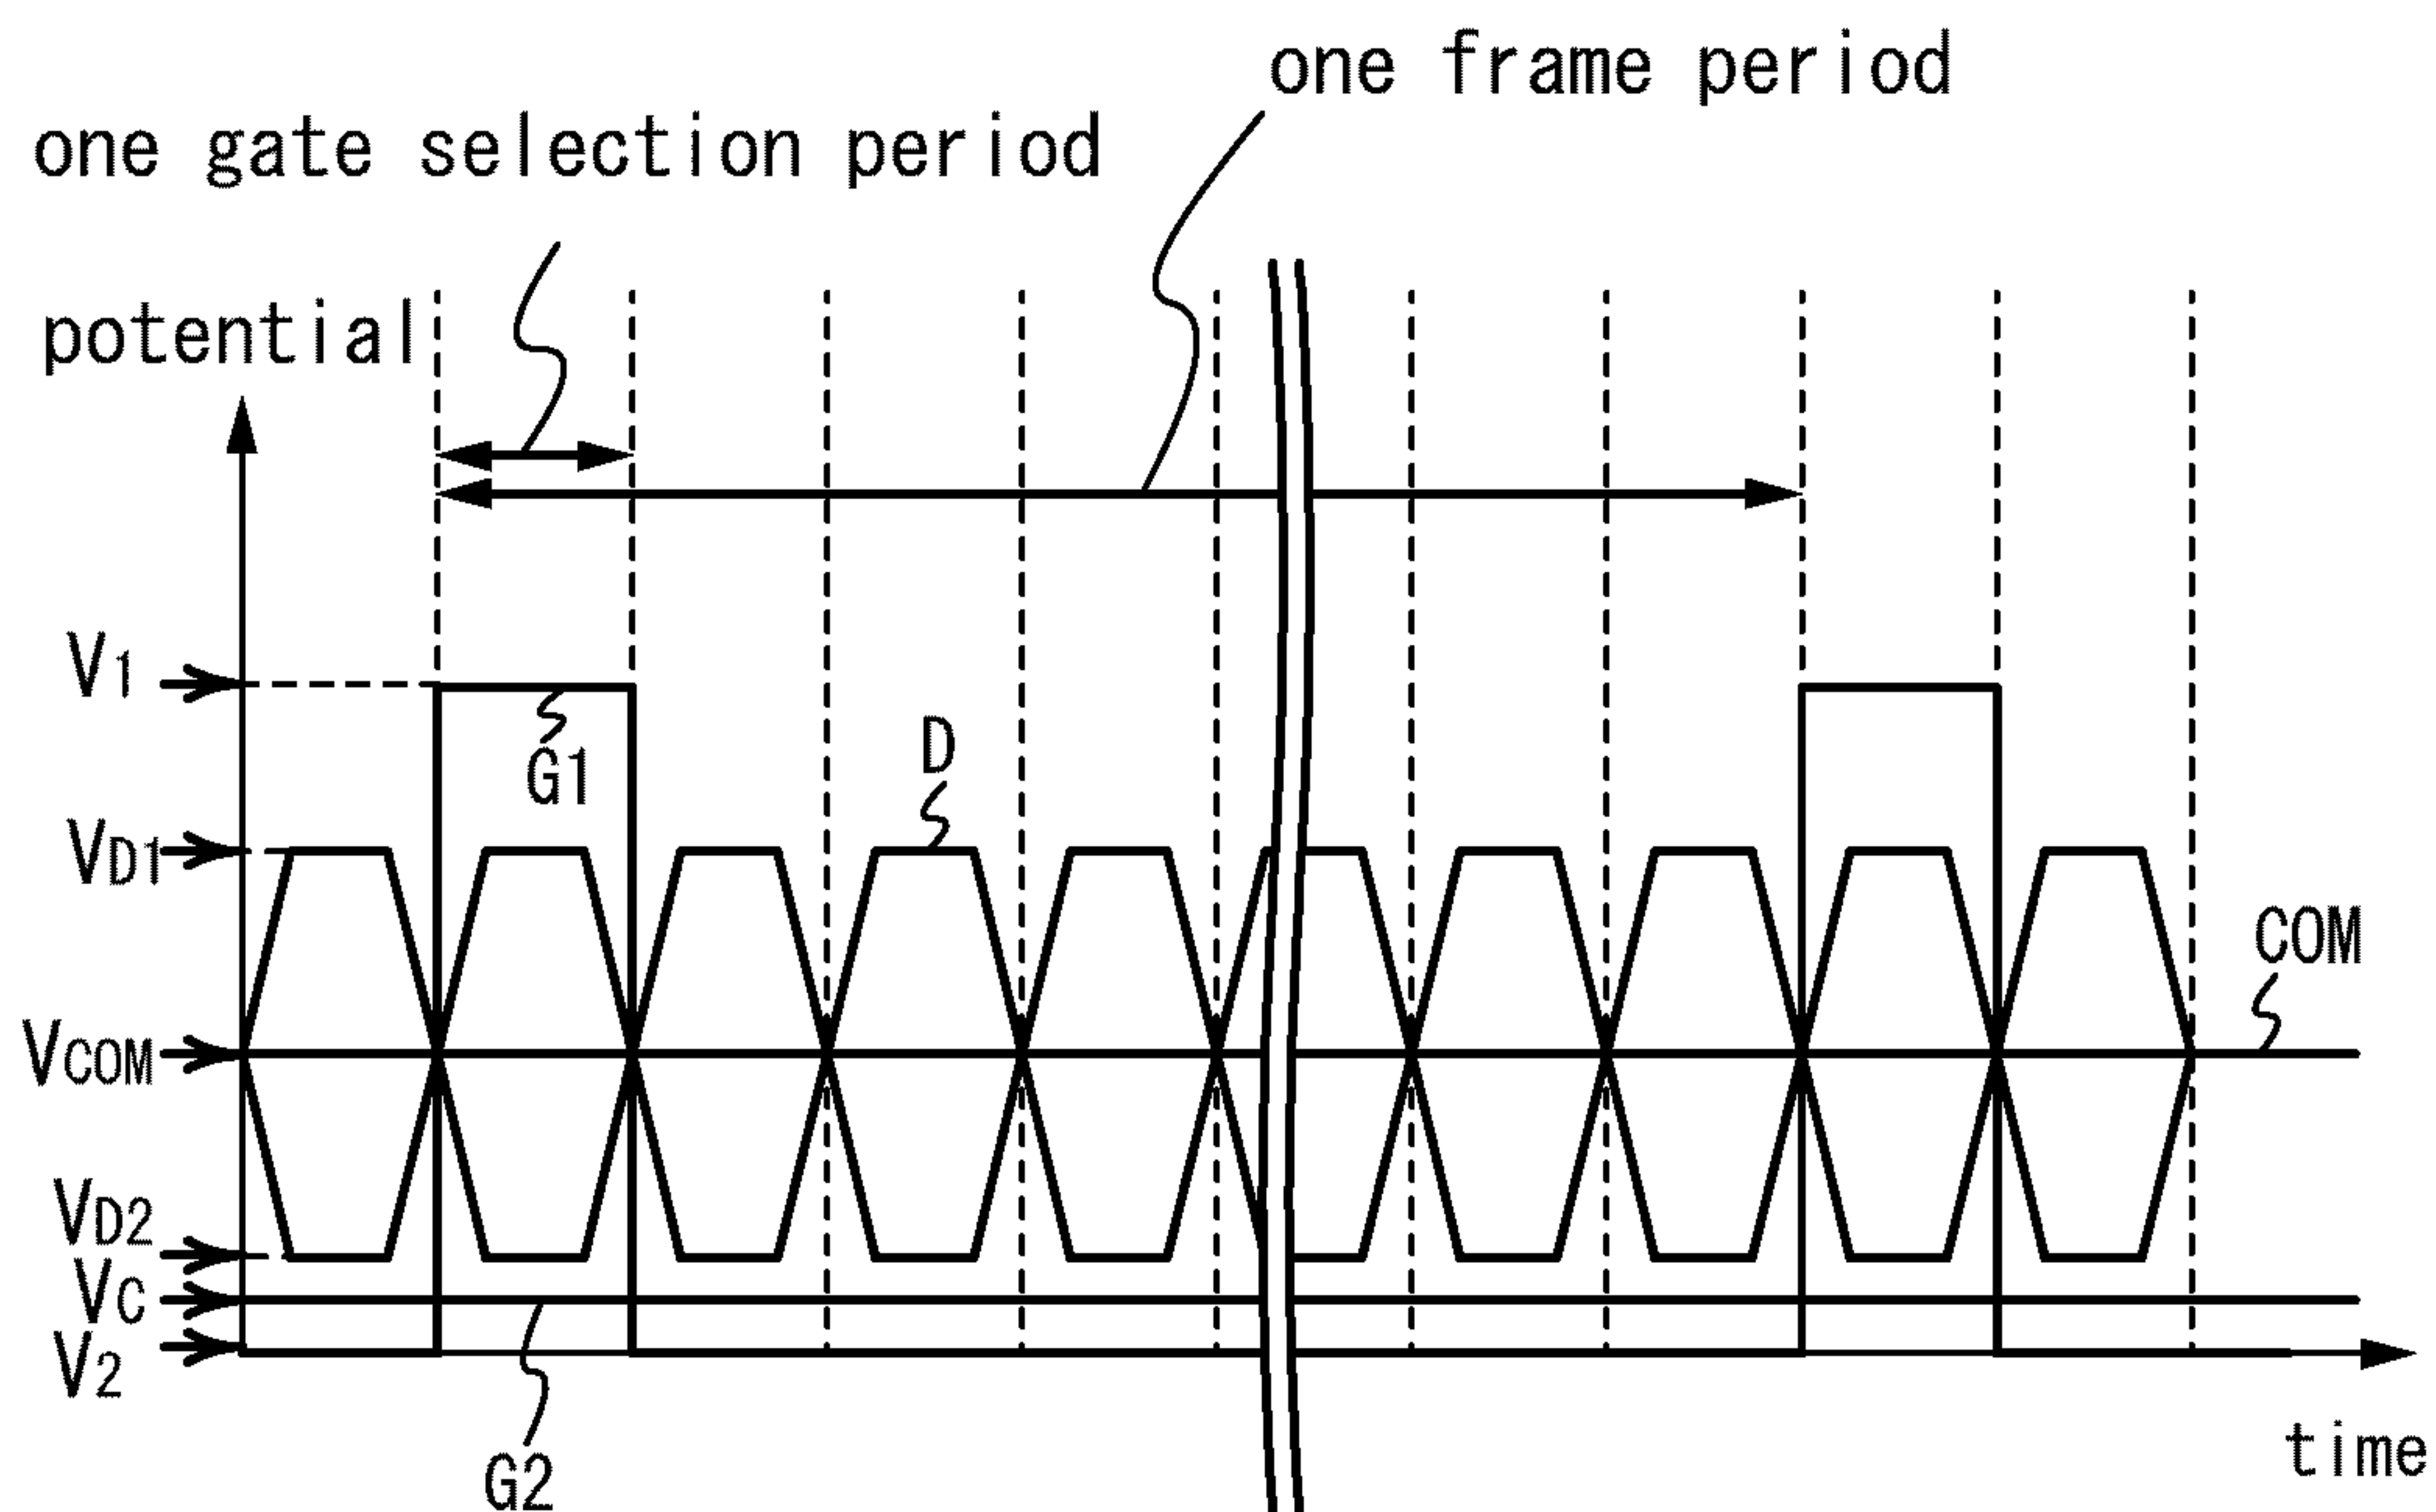 one frame period
one gate selection period
potential
V1
G1
D
VD1
COM
VCOM
VD2
VC
V2
G2
time